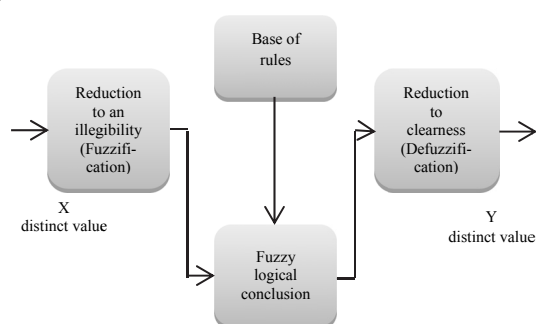 Reduction
to an
illegibility
(Fuzzifi-
cation)
X
distinct value
Base of
rules
Fuzzy
logical
conclusion
Reduction
to
clearness
(Defuzzifi-
cation)
Y
distinct value